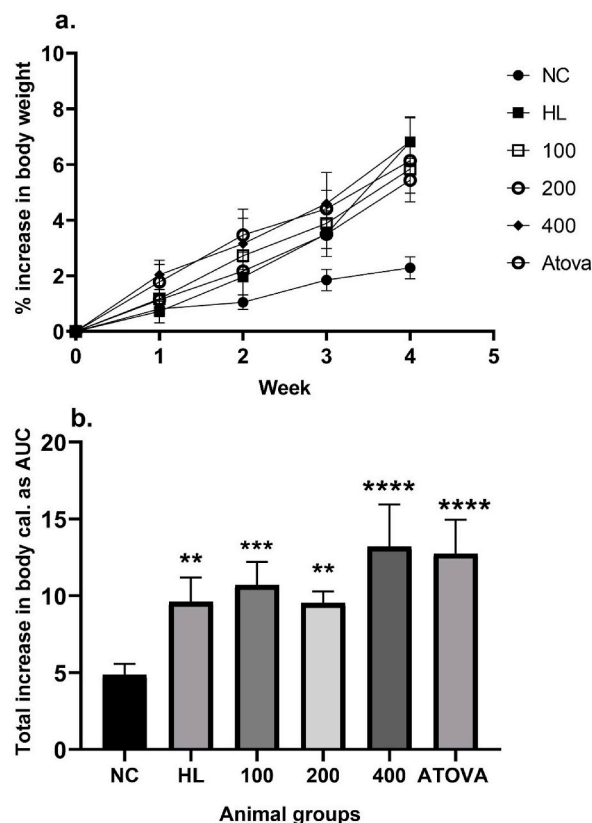 a.
% increase in body weight
10
8
6
4
2
0
0 1 2 3 4 5
Week
NC
HL
100
200
400
Atova
b.
Total increase in body cal. as AUC
20
15
10
5
0
** *** ** **** ****
NC HL 100 200 400 ATOVA
Animal groups